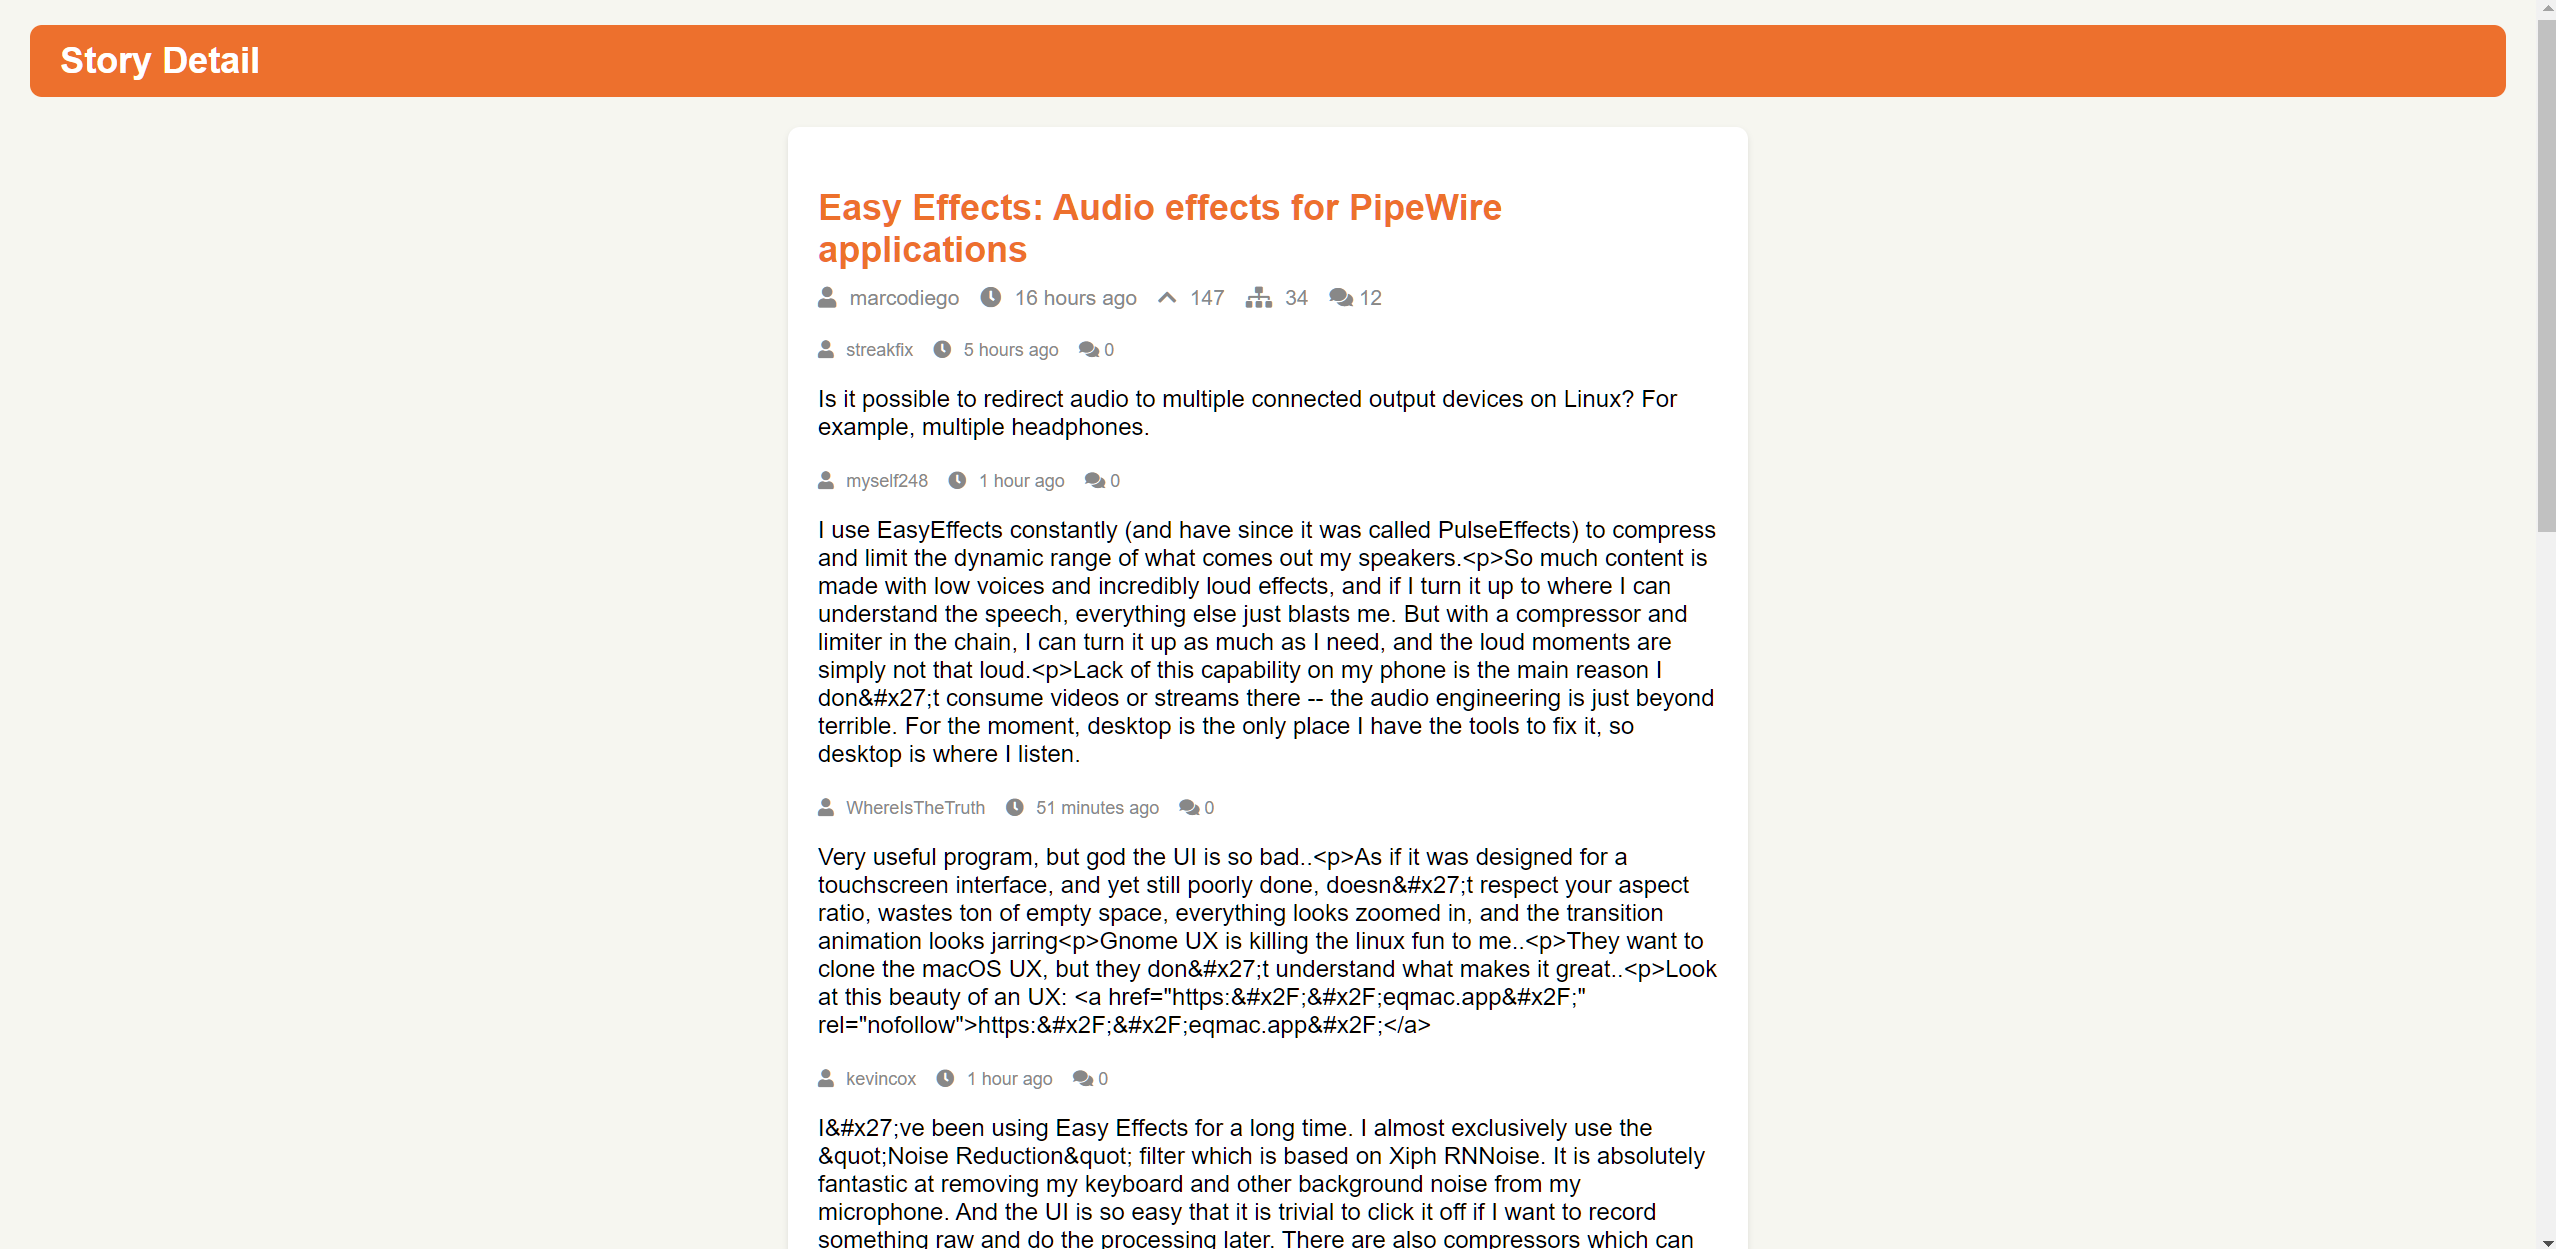 Story Detail
Easy Effects: Audio effects for PipeWire
applications
marcodiego 16 hours ago 147 34 12
streakfix 5 hours ago 0
Is it possible to redirect audio to multiple connected output devices on Linux? For
example, multiple headphones.
myself248 1 hour ago 0
I use EasyEffects constantly (and have since it was called PulseEffects) to compress
and limit the dynamic range of what comes out my speakers.<p>So much content is
made with low voices and incredibly loud effects, and if I turn it up to where I can
understand the speech, everything else just blasts me. But with a compressor and
limiter in the chain, I can turn it up as much as I need, and the loud moments are
simply not that loud.<p>Lack of this capability on my phone is the main reason I
don&#x27;t consume videos or streams there -- the audio engineering is just beyond
terrible. For the moment, desktop is the only place I have the tools to fix it, so
desktop is where I listen.
WhereIsTheTruth 51 minutes ago 0
Very useful program, but god the UI is so bad..<p>As if it was designed for a
touchscreen interface, and yet still poorly done, doesn&#x27;t respect your aspect
ratio, wastes ton of empty space, everything looks zoomed in, and the transition
animation looks jarring<p>Gnome UX is killing the linux fun to me..<p>They want to
clone the macOS UX, but they don&#x27;t understand what makes it great..<p>Look
at this beauty of an UX: <a href="https:&#x2F;&#x2F;eqmac.app&#x2F;"
rel="nofollow">https:&#x2F;&#x2F;eqmac.app&#x2F;</a>
kevincox 1 hour ago 0
I&#x27;ve been using Easy Effects for a long time. I almost exclusively use the
&quot;Noise Reduction&quot; filter which is based on Xiph RNNoise. It is absolutely
fantastic at removing my keyboard and other background noise from my
microphone. And the UI is so easy that it is trivial to click it off if I want to record
something raw and do the processing later. There are also compressors which can